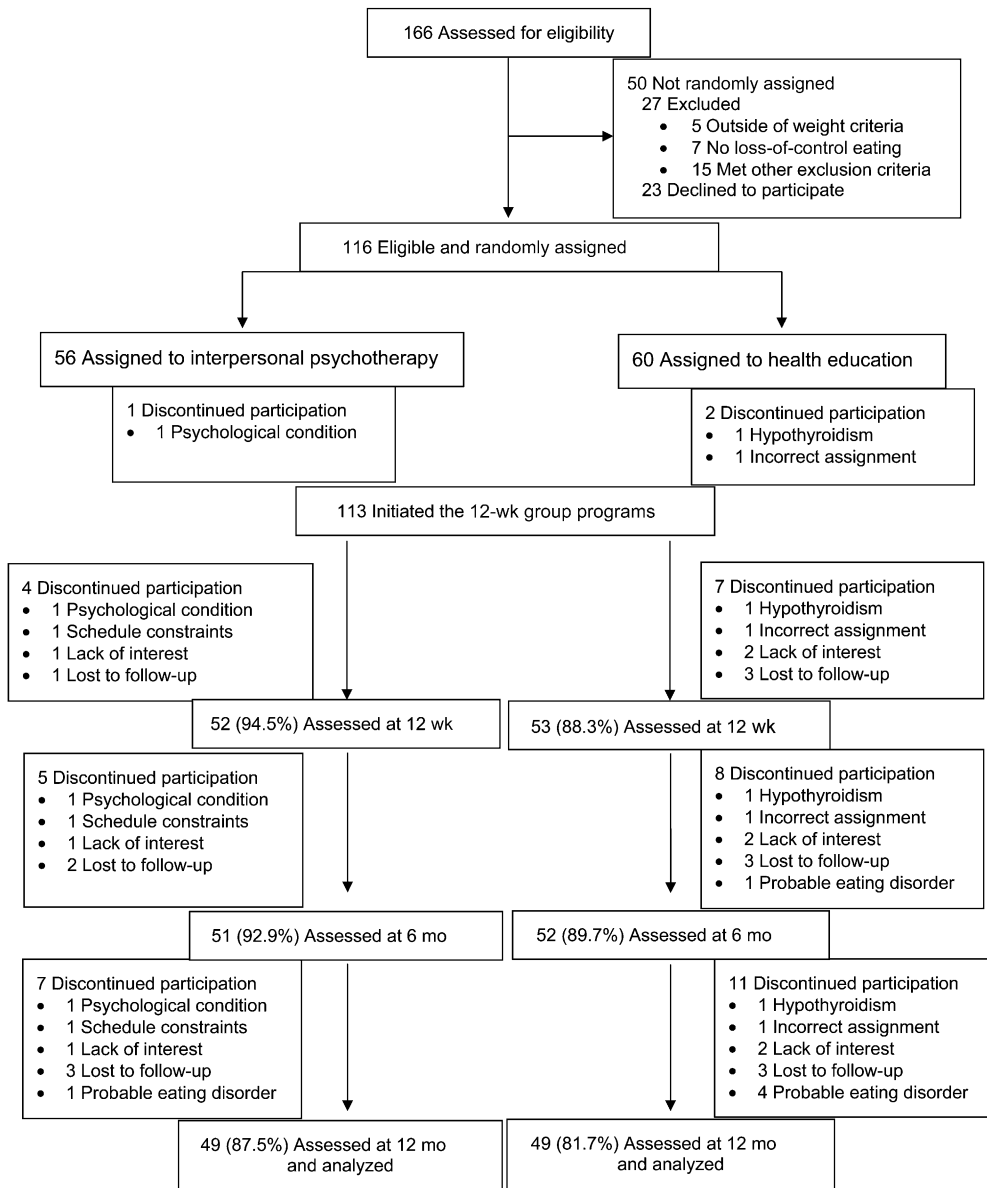 166 Assessed for eligibility
50 Not randomly assigned
27 Excluded
• 5 Outside of weight criteria
• 7 No loss-of-control eating
• 15 Met other exclusion criteria
23 Declined to participate
116 Eligible and randomly assigned
56 Assigned to interpersonal psychotherapy
60 Assigned to health education
1 Discontinued participation
• 1 Psychological condition
2 Discontinued participation
• 1 Hypothyroidism
• 1 Incorrect assignment
113 Initiated the 12-wk group programs
4 Discontinued participation
• 1 Psychological condition
• 1 Schedule constraints
• 1 Lack of interest
• 1 Lost to follow-up
7 Discontinued participation
• 1 Hypothyroidism
• 1 Incorrect assignment
• 2 Lack of interest
• 3 Lost to follow-up
52 (94.5%) Assessed at 12 wk
53 (88.3%) Assessed at 12 wk
5 Discontinued participation
• 1 Psychological condition
• 1 Schedule constraints
• 1 Lack of interest
• 2 Lost to follow-up
8 Discontinued participation
• 1 Hypothyroidism
• 1 Incorrect assignment
• 2 Lack of interest
• 3 Lost to follow-up
• 1 Probable eating disorder
51 (92.9%) Assessed at 6 mo
52 (89.7%) Assessed at 6 mo
7 Discontinued participation
• 1 Psychological condition
• 1 Schedule constraints
• 1 Lack of interest
• 3 Lost to follow-up
• 1 Probable eating disorder
11 Discontinued participation
• 1 Hypothyroidism
• 1 Incorrect assignment
• 2 Lack of interest
• 3 Lost to follow-up
• 4 Probable eating disorder
49 (87.5%) Assessed at 12 mo
and analyzed
49 (81.7%) Assessed at 12 mo
and analyzed